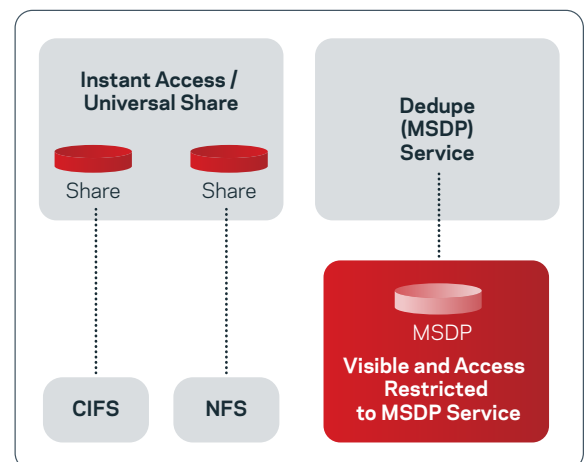 Instant Access /
Universal Share
Share
Share
CIFS
NFS
Dedupe
(MSDP)
Service
MSDP
Visible and Access
Restricted
to MSDP Service